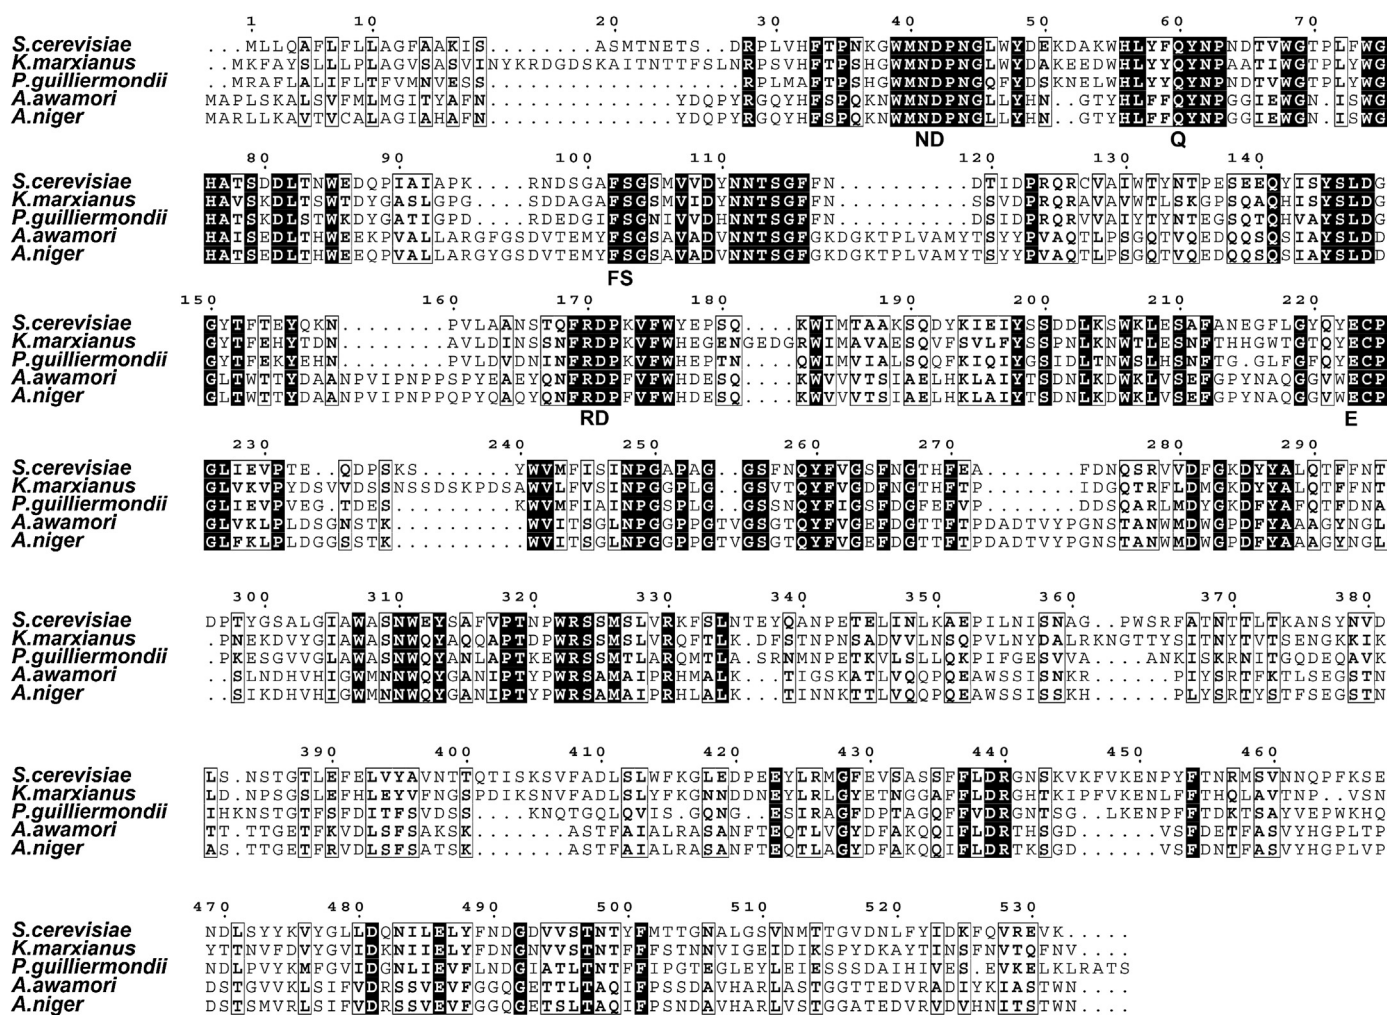 1 10 20 30 40 50 60 70
S.cerevisiae ...MLLQAFLFLLAGFAAKIS........ASMTNETS..DRPLVHFTPNKGWMNDPNGLWYDEKDAKWHLYFQYNPNDTVWGTPLFWG
K.marxianus ..MKFAYSLLLPLAGVSASVINYKRDGDSKAITNTTFSLNRPSVHFTPSHGWMNDPNGLWYDAKEEDWHLYYQYNPAATIWGTPLYWG
P.guilliermondii ...MRAFLALIFLTFVMNVES...................RPLMAFTPSHGWMNDPNGQFYDSKNELWHLYYQYNPNDTVWGTPLYWG
A.awamori MAPLSKALSVFMLMGITYAFN..............YDQPYRGQYHFSPQKNWMNDPNGLLYHN..GTYHLFFQYNPGGIEWGN.ISWG
A.niger MARLLKAVTVCALAGIAHAFN..............YDQPYRGQYHFSPQKNWMNDPNGLLYHN..GTYHLFFQYNPGGIEWGN.ISWG
ND Q
80 90 100 110 120 130 140
S.cerevisiae HATSDDLTNWEDQPIAIAPK....RNDSGAFSGSMVVDYNNTSGFFN..........DTIDPRQRCVAIWTYNTPESEEQYISYSLDG
K.marxianus HAVSKDLTSWTDYGASLGPG....SDDAGAFSGSMVIDYNNTSGFFN..........SSVDPRQRAVAVWTLSKGPSQAQHISYSLDG
P.guilliermondii HATSKDLSTWKDYGATIGPD....RDEDGIFSGNIVVDHNNTSGFFN..........DSIDPRQRVVAIYTYNTEGSQTQHVAYSLDG
A.awamori HAISEDLTHWEEKPVALLARGFGSDVTEMYFSGSAVADVNNTSGFGKDGKTPLVAMYTSYYPVAQTLPSGQTVQEDQQSQSIAYSLDD
A.niger HATSEDLTHWEEQPVALLARGFGSDVTEMYFSGSAVADVNNTSGFGKDGKTPLVAMYTSYYPVAQTLPSGQTVQEDQQSQSIAYSLDD
FS
150 160 170 180 190 200 210 220
S.cerevisiae GYTFTEYQKN........PVLAANSTQFRDPKVFWYEPSQ....KWIMTAAKSQDYKIEIYSSDDLKSWKLESAFANEGFLGYQYECP
K.marxianus GYTFEHYTDN........AVLDINSSNFRDPKVFWHEGENGEDGRWIMAVAESQVFSVLFYSSPNLKNWTLESNFTHHGWTGTQYECP
P.guilliermondii GYTFEKYEHN........PVLDVDNINFRDPKVFWHEPTN....QWIMVIALSQQFKIQIYGSIDLTNWSLHSNFTG.GLFGFQYECP
A.awamori GLTWTTYDAANPVIPNPPSPYEAEYQNFRDPFVFWHDESQ....KWVVVTSIAELHKLAIYTSDNLKDWKLVSEFGPYNAQGGVWECP
A.niger GLTWTTYDAANPVIPNPPQPYQAQYQNFRDPFVFWHDESQ....KWVVVTSIAELHKLAIYTSDNLKDWKLVSEFGPYNAQGGVWECP
RD E
230 240 250 260 270 280 290
S.cerevisiae GLIEVPTE..QDPSKS.......YWVMFISINPGAPAG..GSFNQYFVGSFNGTHFEA.......FDNQSRVVDFGKDYYALQTFFNT
K.marxianus GLVKVPYDSVVDSSNSSDSKPDSAWVLFVSINPGGPLG..GSVTQYFVGDFNGTHFTP.......IDGQTRFLDMGKDYYALQTFFNT
P.guilliermondii GLIEVPVEG.TDES.........KWVMFIAINPGSPLG..GSSNQYFIGSFDGFEFVP.......DDSQARLMDYGKDFYAFQTFDNA
A.awamori GLVKLPLDSGNSTK..........WVITSGLNPGGPPGTVGSGTQYFVGEFDGTTFTPDADTVYPGNSTANWMDWGPDFYAAAGYNGL
A.niger GLFKLPLDGGSSTK..........WVITSGLNPGGPPGTVGSGTQYFVGEFDGTTFTPDADTVYPGNSTANWMDWGPDFYAAAGYNGL
300 310 320 330 340 350 360 370 380
S.cerevisiae DPTYGSALGIAWASNWEYSAFVPTNPWRSSMSLVRKFSLNTEYQANPETELINLKAEPILNISNAG..PWSRFATNTTLTKANSYNVD
K.marxianus .PNEKDVYGIAWASNWQYAQQAPTDPWRSSMSLVRQFTLK.DFSTNPNSADVVLNSQPVLNYDALRKNGTTYSITNYTVTSENGKKIK
P.guilliermondii .PKESGVVGLAWASNWQYANLAPTKEWRSSMTLARQMTLA.SRNMNPETKVLSLLQKPIFGESVVA....ANKISKRNITGQDEQAVK
A.awamori .SLNDHVHIGWMNNWQYGANIPTYPWRSAMAIPRHMALK....TIGSKATLVQQPQEAWSSISNKR......PIYSRTFKTLSEGSTN
A.niger .SIKDHVHIGWMNNWQYGANIPTYPWRSAMAIPRHMALK....TINNKTTLVQQPQEAWSSISSKH......PLYSRTYSTFSEGSTN
390 400 410 420 430 440 450 460
S.cerevisiae LS.NSTGTLEFELVYAVNTTQTISKSVFADLSLWFKGLEDPEEYLRMGFEVSASSFFLDRGNSKVKFVKENPYFTNRMSVNNQPFKSE
K.marxianus LD.NPSGSLEFHLEYVFNGSPDIKSNVFADLSLYFKGNNDDNEYLRLGYETNGGAFFLDRGHTKIPFVKENLFFTHQLAVTNP..VSN
P.guilliermondii IHKNSTGTFSFDITFSVDSS....KNQTGQLQVIS.GQNG..ESIRAGFDPTAGQFFVDRGNTSG..LKENPFFTDKTSAYVEPWKHQ
A.awamori TT.TTGETFKVDLSFSAKSK.......ASTFAIALRASANFTEQTLVGYDFAKQQIFLDRTHSGD......VSFDETFASVYHGPLTP
A.niger AS.TTGETFRVDLSFSATSK.......ASTFAIALRASANFTEQTLAGYDFAKQQIFLDRTKSGD......VSFDNTFASVYHGPLVP
470 480 490 500 510 520 530
S.cerevisiae NDLSYYKVYGLLDQNILELYFNDGDVVSTNTYFMTTGNALGSVNMTTGVDNLFYIDKFQVREVK....
K.marxianus YTTNVFDVYGVIDKNIIELYFDNGNVVSTNTFFFSTNNVIGEIDIKSPYDKAYTINSFNVTQFNV...
P.guilliermondii NDLPVYKMFGVIDGNLIEVFLNDGIATLTNTFFIPGTEGLEYLEIESSSDAIHIVES.EVKELKLRATS
A.awamori DSTGVVKLSIFVDRSSVEVFGGQGETTLTAQIFPSSDAVHARLASTGGTTEDVRADIYKIASTWN....
A.niger DSTSMVRLSIFVDRSSVEVFGGQGETSLTAQIFPSNDAVHARLVSTGGATEDVRVDVHNITSTWN....